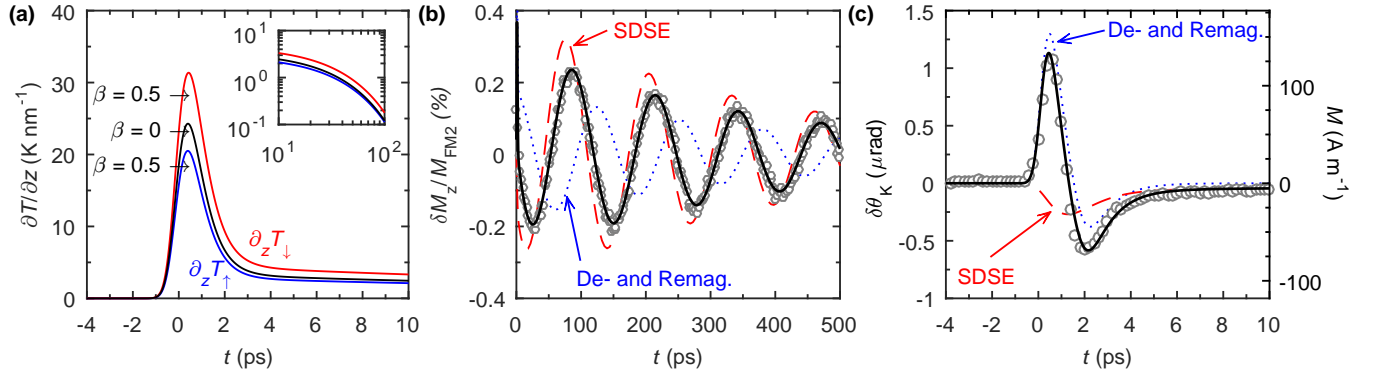 (a)
∂T/∂z (K nm⁻¹)
40
30
20
10
0
β = 0.5
β = 0
β = 0.5
∂zT↓
∂zT↑
10¹
10⁰
10⁻¹
10¹ 10²
-4 -2 0 2 4 6 8 10
t (ps)
(b)
δMz / MFM2 (%)
0.4
0.2
0
-0.2
-0.4
SDSE
De- and Remag.
0 100 200 300 400 500
t (ps)
(c)
δθK (μrad)
1.5
1
0.5
0
-0.5
-1
De- and Remag.
SDSE
-4 -2 0 2 4 6 8 10
t (ps)
100
0
-100
M (A m⁻¹)